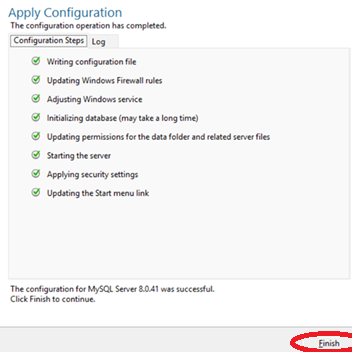 Apply Configuration
The configuration operation has completed.
Configuration Steps Log
Writing configuration file
Updating Windows Firewall rules
Adjusting Windows service
Initializing database (may take a long time)
Updating permissions for the data folder and related server files
Starting the server
Applying security settings
Updating the Start menu link
The configuration for MySQL Server 8.0.41 was successful.
Click Finish to continue.
Finish